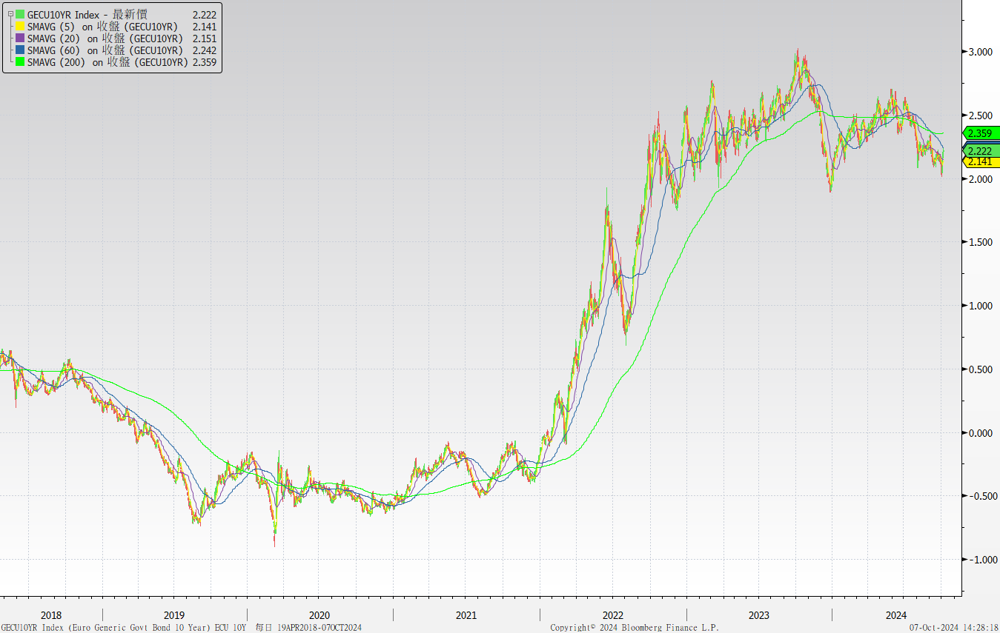 GECU10YR Index - 最新價 2.222
SMAVG (5) on 收盤 (GECU10YR) 2.141
SMAVG (20) on 收盤 (GECU10YR) 2.151
SMAVG (60) on 收盤 (GECU10YR) 2.242
SMAVG (200) on 收盤 (GECU10YR) 2.359
3.000
2.500
2.359
2.222
2.141
2.000
1.500
1.000
0.500
0.000
-0.500
-1.000
2018 2019 2020 2021 2022 2023 2024
GECU10YR Index (Euro Generic Govt Bond 10 Year) ECU 10Y 每日 19APR2018-07OCT2024 Copyright© 2024 Bloomberg Finance L.P. 07-Oct-2024 14:28:18